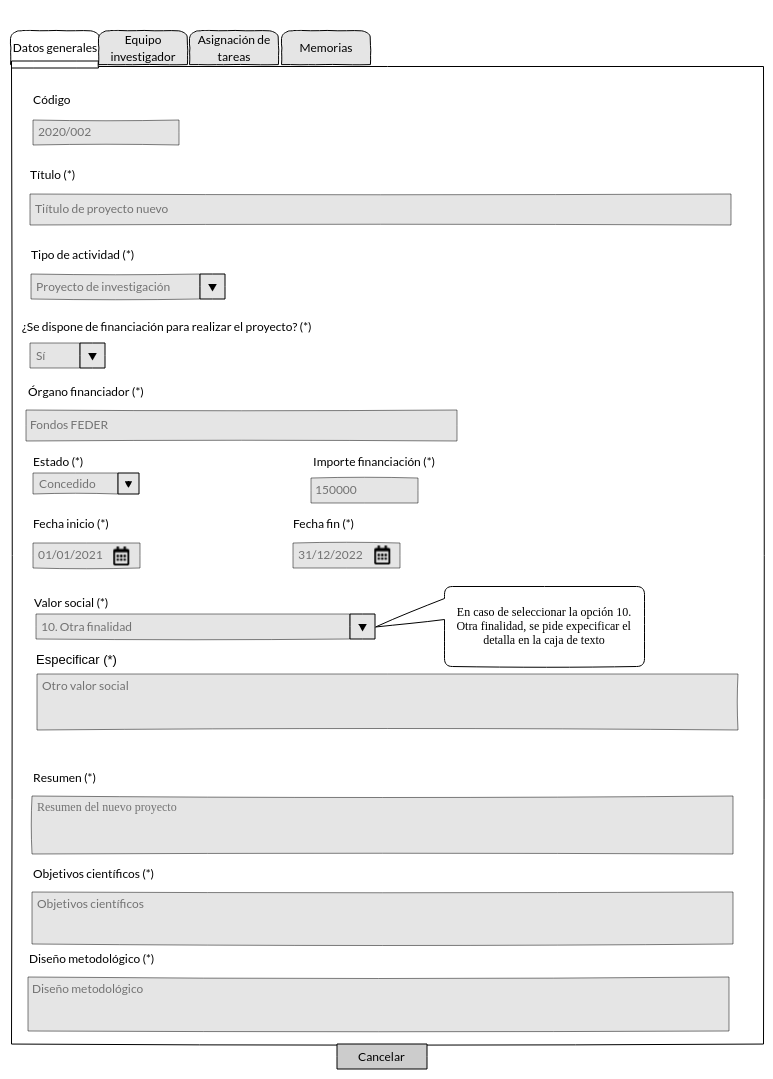 Datos generales
Equipo
investigador
Asignación de
tareas
Memorias
Código
2020/002
Título (*)
Tiítulo de proyecto nuevo
Tipo de actividad (*)
Proyecto de investigación
¿Se dispone de financiación para realizar el proyecto? (*)
Sí
Órgano financiador (*)
Fondos FEDER
Estado (*)
Importe financiación (*)
Concedido
150000
Fecha inicio (*)
Fecha fin (*)
01/01/2021
31/12/2022
Valor social (*)
10. Otra finalidad
En caso de seleccionar la opción 10.
Otra finalidad, se pide expecificar el
detalla en la caja de texto
Especificar (*)
Otro valor social
Resumen (*)
Resumen del nuevo proyecto
Objetivos científicos (*)
Objetivos científicos
Diseño metodológico (*)
Diseño metodológico
Cancelar